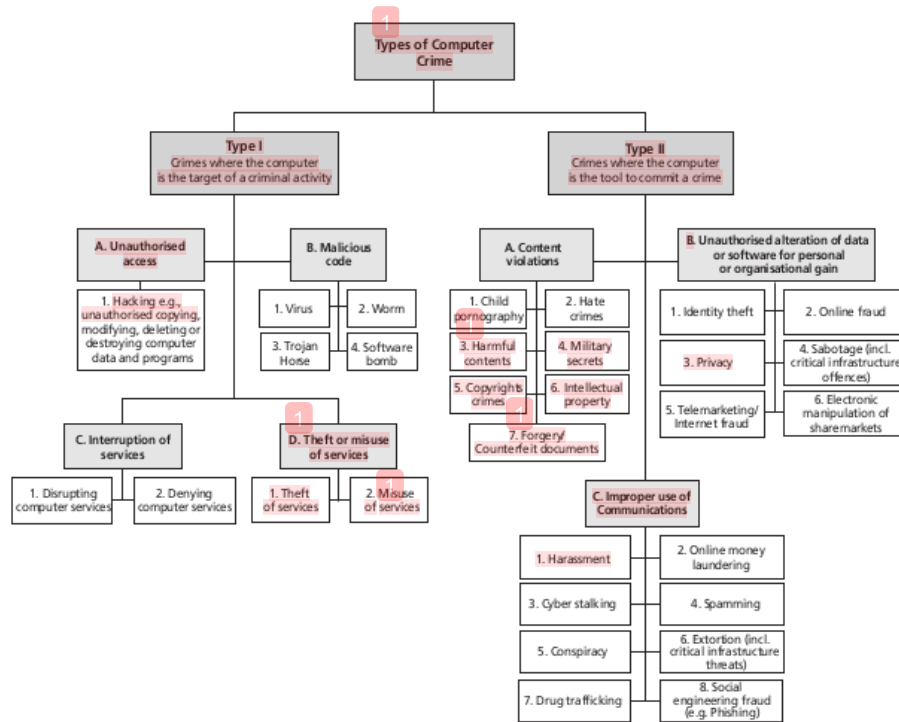 1
Types of Computer
Crime
Type I
Crimes where the computer
is the target of a criminal activity
Type II
Crimes where the computer
is the tool to commit a crime
A. Unauthorised
access
1. Hacking e.g.,
unauthorised copying,
modifying, deleting or
destroying computer
data and programs
B. Malicious
code
1. Virus
2. Worm
3. Trojan
Horse
4. Software
bomb
C. Interruption of
services
1. Disrupting
computer services
2. Denying
computer services
1
D. Theft or misuse
of services
1. Theft
of services
1
2. Misuse
of services
A. Content
violations
1. Child
pornography
2. Hate
crimes
1
3. Harmful
contents
4. Military
secrets
5. Copyrights
crimes
6. Intellectual
property
1
7. Forgery/
Counterfeit documents
B. Unauthorised alteration of data
or software for personal
or organisational gain
1. Identity theft
2. Online fraud
3. Privacy
4. Sabotage (incl.
critical infrastructure
offences)
5. Telemarketing/
Internet fraud
6. Electronic
manipulation of
sharemarkets
C. Improper use of
Communications
1. Harassment
2. Online money
laundering
3. Cyber stalking
4. Spamming
5. Conspiracy
6. Extortion (incl.
critical infrastructure
threats)
7. Drug trafficking
8. Social
engineering fraud
(e.g. Phishing)